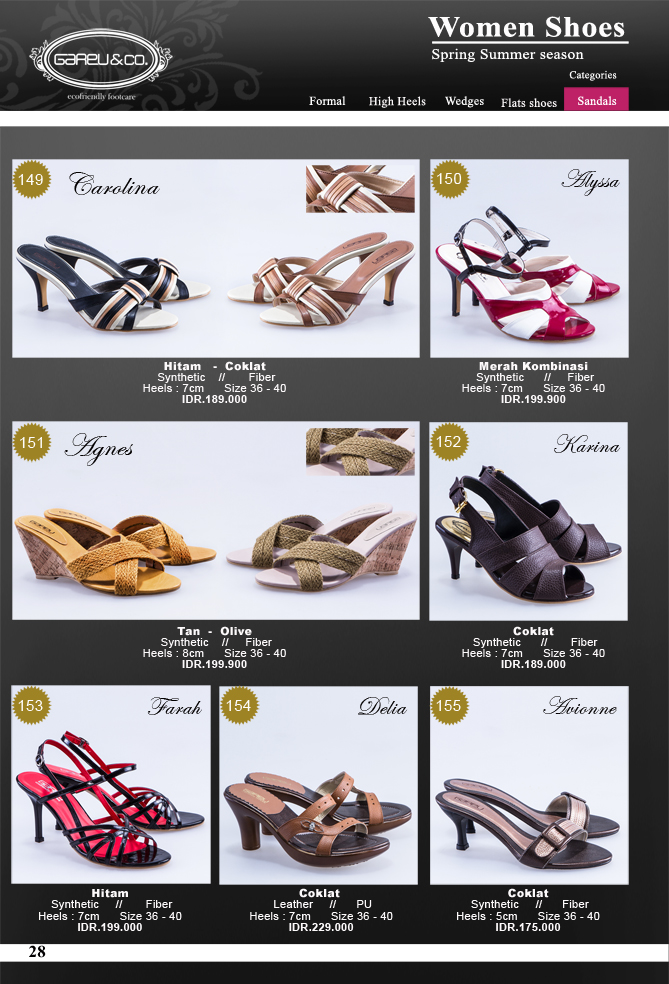 GAREU&CO.
ecofriendly footcare
Women Shoes
Spring Summer season
Categories
Formal High Heels Wedges Flats shoes Sandals
149 Carolina
150 Alyssa
Hitam - Coklat
Synthetic // Fiber
Heels : 7cm Size 36 - 40
IDR.189.000
Merah Kombinasi
Synthetic // Fiber
Heels : 7cm Size 36 - 40
IDR.199.900
151 Agnes
152 Karina
Tan - Olive
Synthetic // Fiber
Heels : 8cm Size 36 - 40
IDR.199.900
Coklat
Synthetic // Fiber
Heels : 7cm Size 36 - 40
IDR.189.000
153 Farah
154 Delia
155 Avionne
Hitam
Synthetic // Fiber
Heels : 7cm Size 36 - 40
IDR.199.000
Coklat
Leather // PU
Heels : 7cm Size 36 - 40
IDR.229.000
Coklat
Synthetic // Fiber
Heels : 5cm Size 36 - 40
IDR.175.000
28